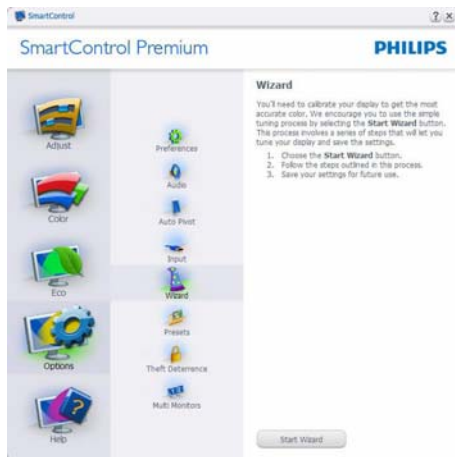 SmartControl
? x
SmartControl Premium
PHILIPS
Adjust
Color
Eco
Options
Help
Preferences
Audio
Auto Pivot
Input
Wizard
Presets
Theft Deterrence
Multi Monitors
Wizard
You'll need to calibrate your display to get the most
accurate color. We encourage you to use the simple
tuning process by selecting the Start Wizard button.
This process involves a series of steps that will let you
tune your display and save the settings.
1. Choose the Start Wizard button.
2. Follow the steps outlined in this process.
3. Save your settings for future use.
Start Wizard